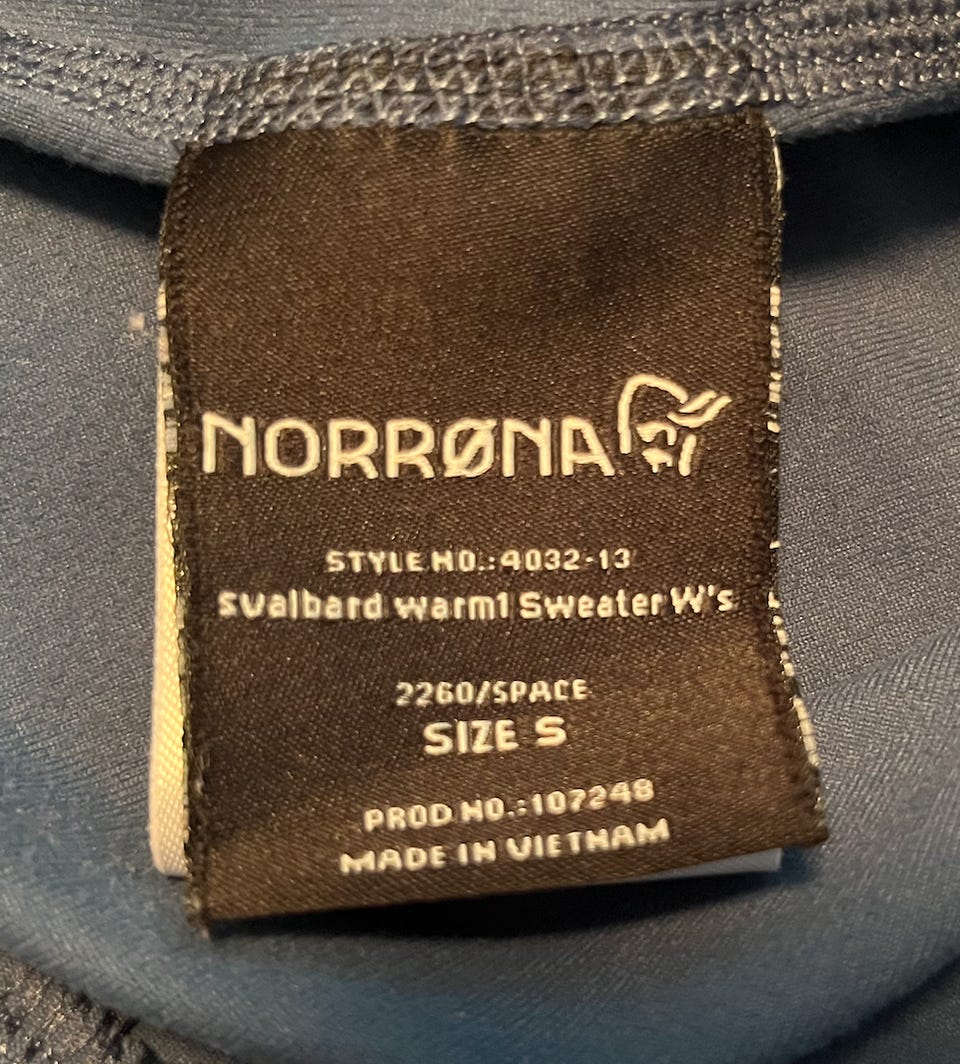 NORRØNA
STYLE NO.:4032-13
svalbard warm1 Sweater W's
2260/SPACE
SIZE S
PROD NO.:107248
MADE IN VIETNAM